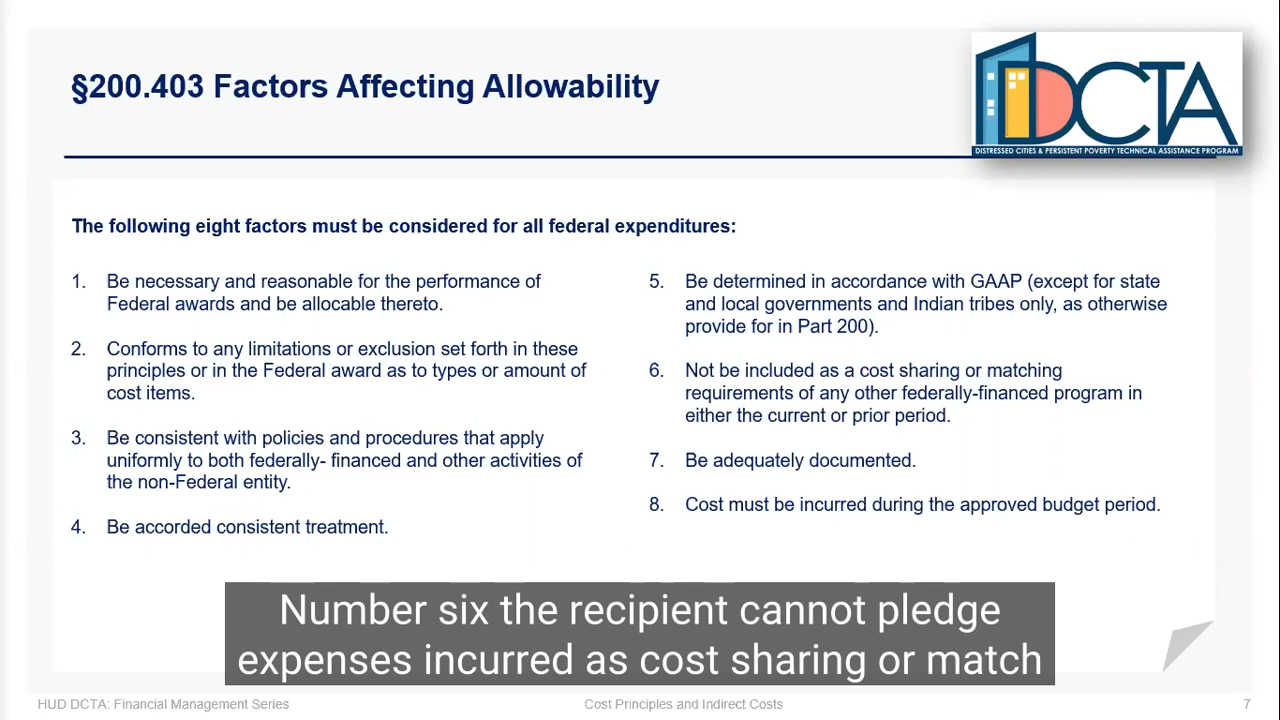 §200.403 Factors Affecting Allowability
DCTA
DISTRESSED CITIES & PERSISTENT POVERTY TECHNICAL ASSISTANCE PROGRAM
The following eight factors must be considered for all federal expenditures:
1. Be necessary and reasonable for the performance of
Federal awards and be allocable thereto.
2. Conforms to any limitations or exclusion set forth in these
principles or in the Federal award as to types or amount of
cost items.
3. Be consistent with policies and procedures that apply
uniformly to both federally- financed and other activities of
the non-Federal entity.
4. Be accorded consistent treatment.
5. Be determined in accordance with GAAP (except for state
and local governments and Indian tribes only, as otherwise
provide for in Part 200).
6. Not be included as a cost sharing or matching
requirements of any other federally-financed program in
either the current or prior period.
7. Be adequately documented.
8. Cost must be incurred during the approved budget period.
Number six the recipient cannot pledge
expenses incurred as cost sharing or match
HUD DCTA: Financial Management Series
Cost Principles and Indirect Costs
7